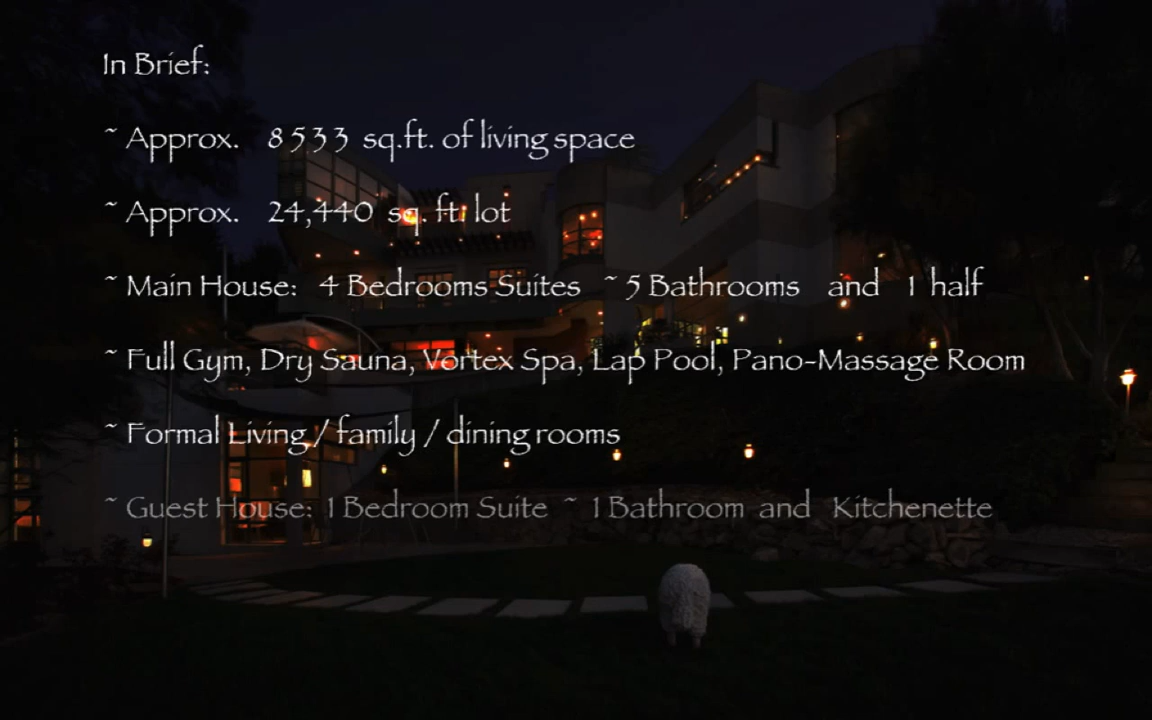 In Brief:
~ Approx. 8533 sq.ft. of living space
~ Approx. 24,440 sq. ft. lot
~ Main House: 4 Bedrooms Suites ~ 5 Bathrooms and 1 half
~ Full Gym, Dry Sauna, Vortex Spa, Lap Pool, Pano-Massage Room
~ Formal Living / family / dining rooms
~ Guest House: 1 Bedroom Suite ~ 1 Bathroom and Kitchenette